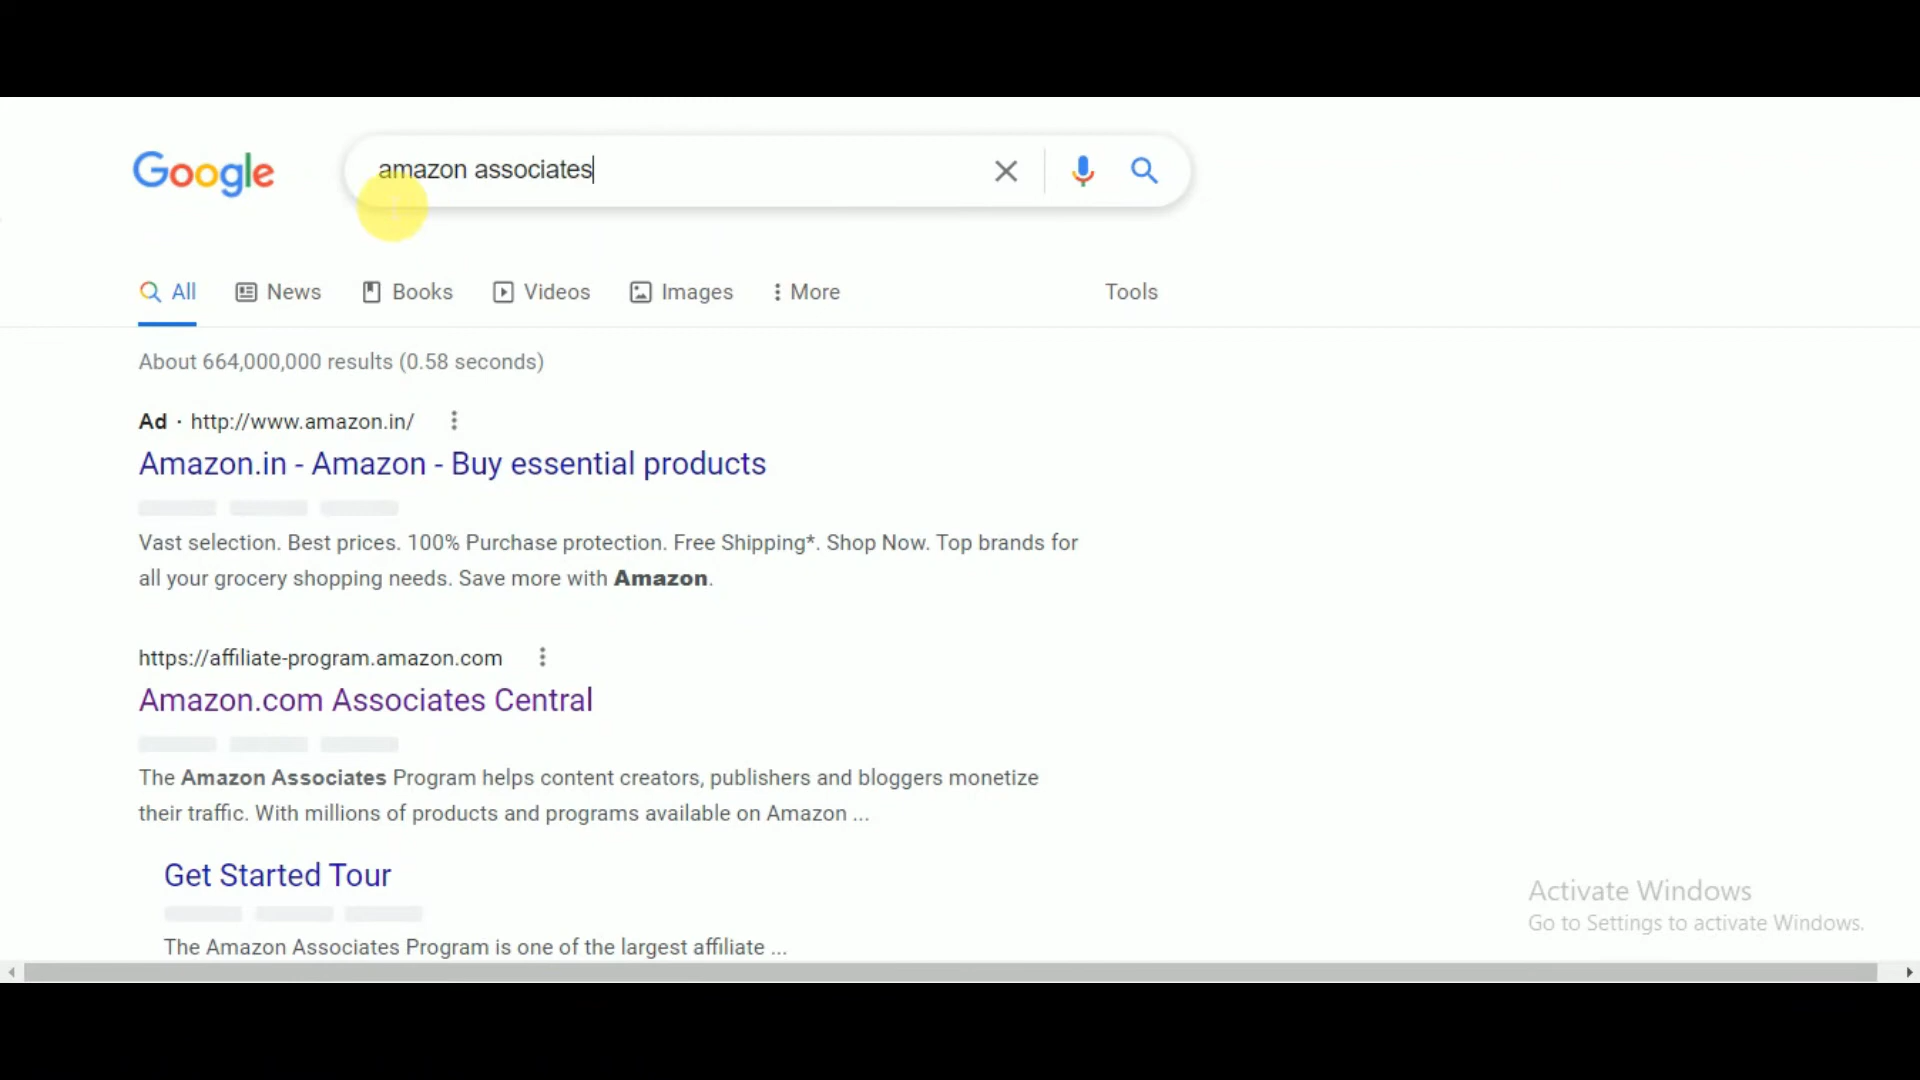 Google
amazon associates
All News Books Videos Images More Tools
About 664,000,000 results (0.58 seconds)
Ad · http://www.amazon.in/
Amazon.in - Amazon - Buy essential products
Vast selection. Best prices. 100% Purchase protection. Free Shipping*. Shop Now. Top brands for
all your grocery shopping needs. Save more with Amazon.
https://affiliate-program.amazon.com
Amazon.com Associates Central
The Amazon Associates Program helps content creators, publishers and bloggers monetize
their traffic. With millions of products and programs available on Amazon ...
Get Started Tour
The Amazon Associates Program is one of the largest affiliate ...
Activate Windows
Go to Settings to activate Windows.